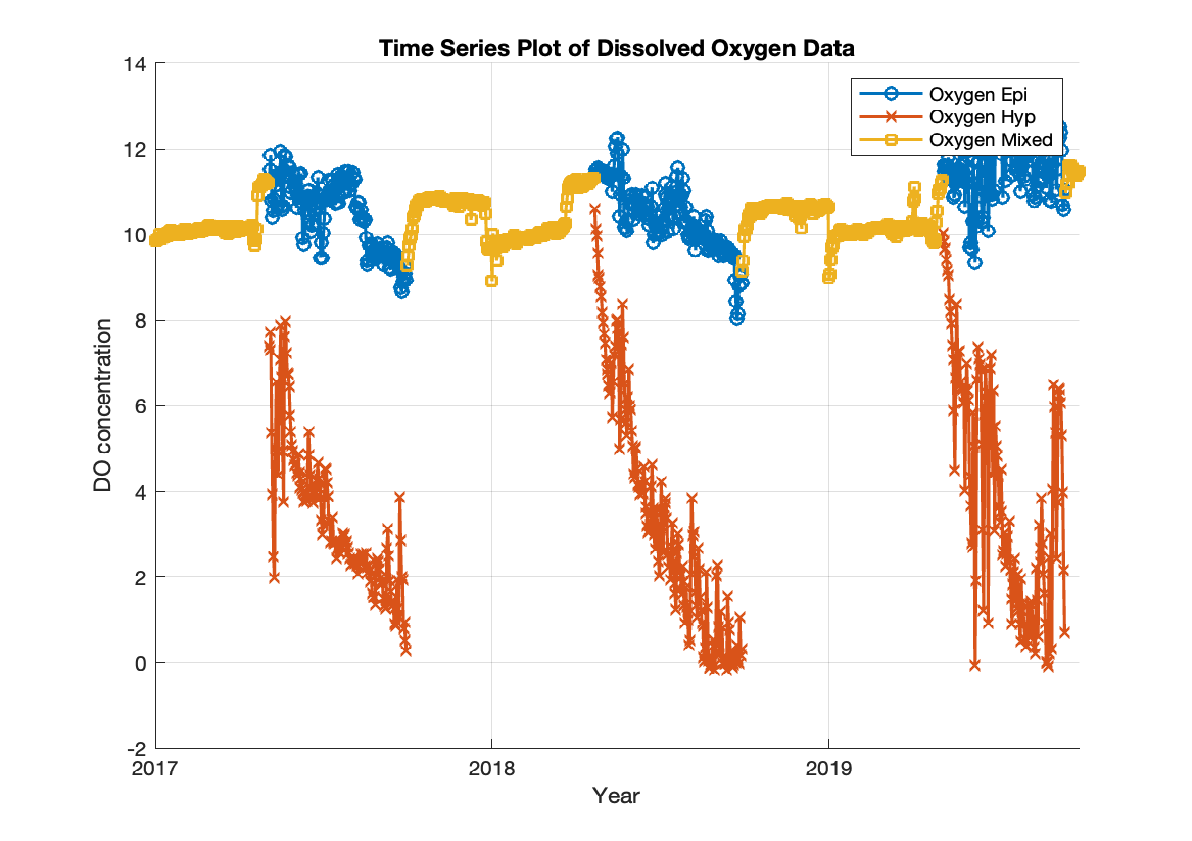 Time Series Plot of Dissolved Oxygen Data
14
12
10
8
6
4
2
0
-2
DO concentration
Oxygen Epi
Oxygen Hyp
Oxygen Mixed
2017
2018
2019
Year